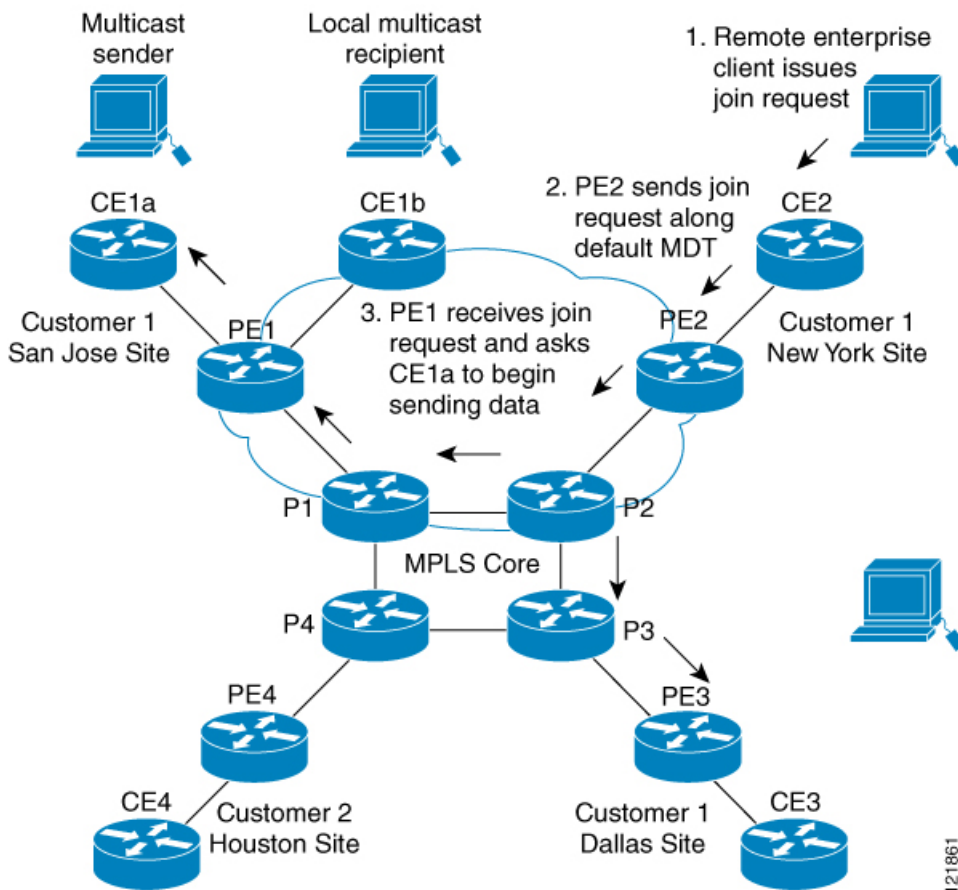 Multicast
sender
Local multicast
recipient
1. Remote enterprise
client issues
join request
CE1a
CE1b
2. PE2 sends join
request along
default MDT
CE2
Customer 1
San Jose Site
PE1
3. PE1 receives join
request and asks
CE1a to begin
sending data
PE2
Customer 1
New York Site
P1
P2
MPLS Core
P4
P3
PE4
PE3
CE4
Customer 2
Houston Site
Customer 1
Dallas Site
CE3
121861